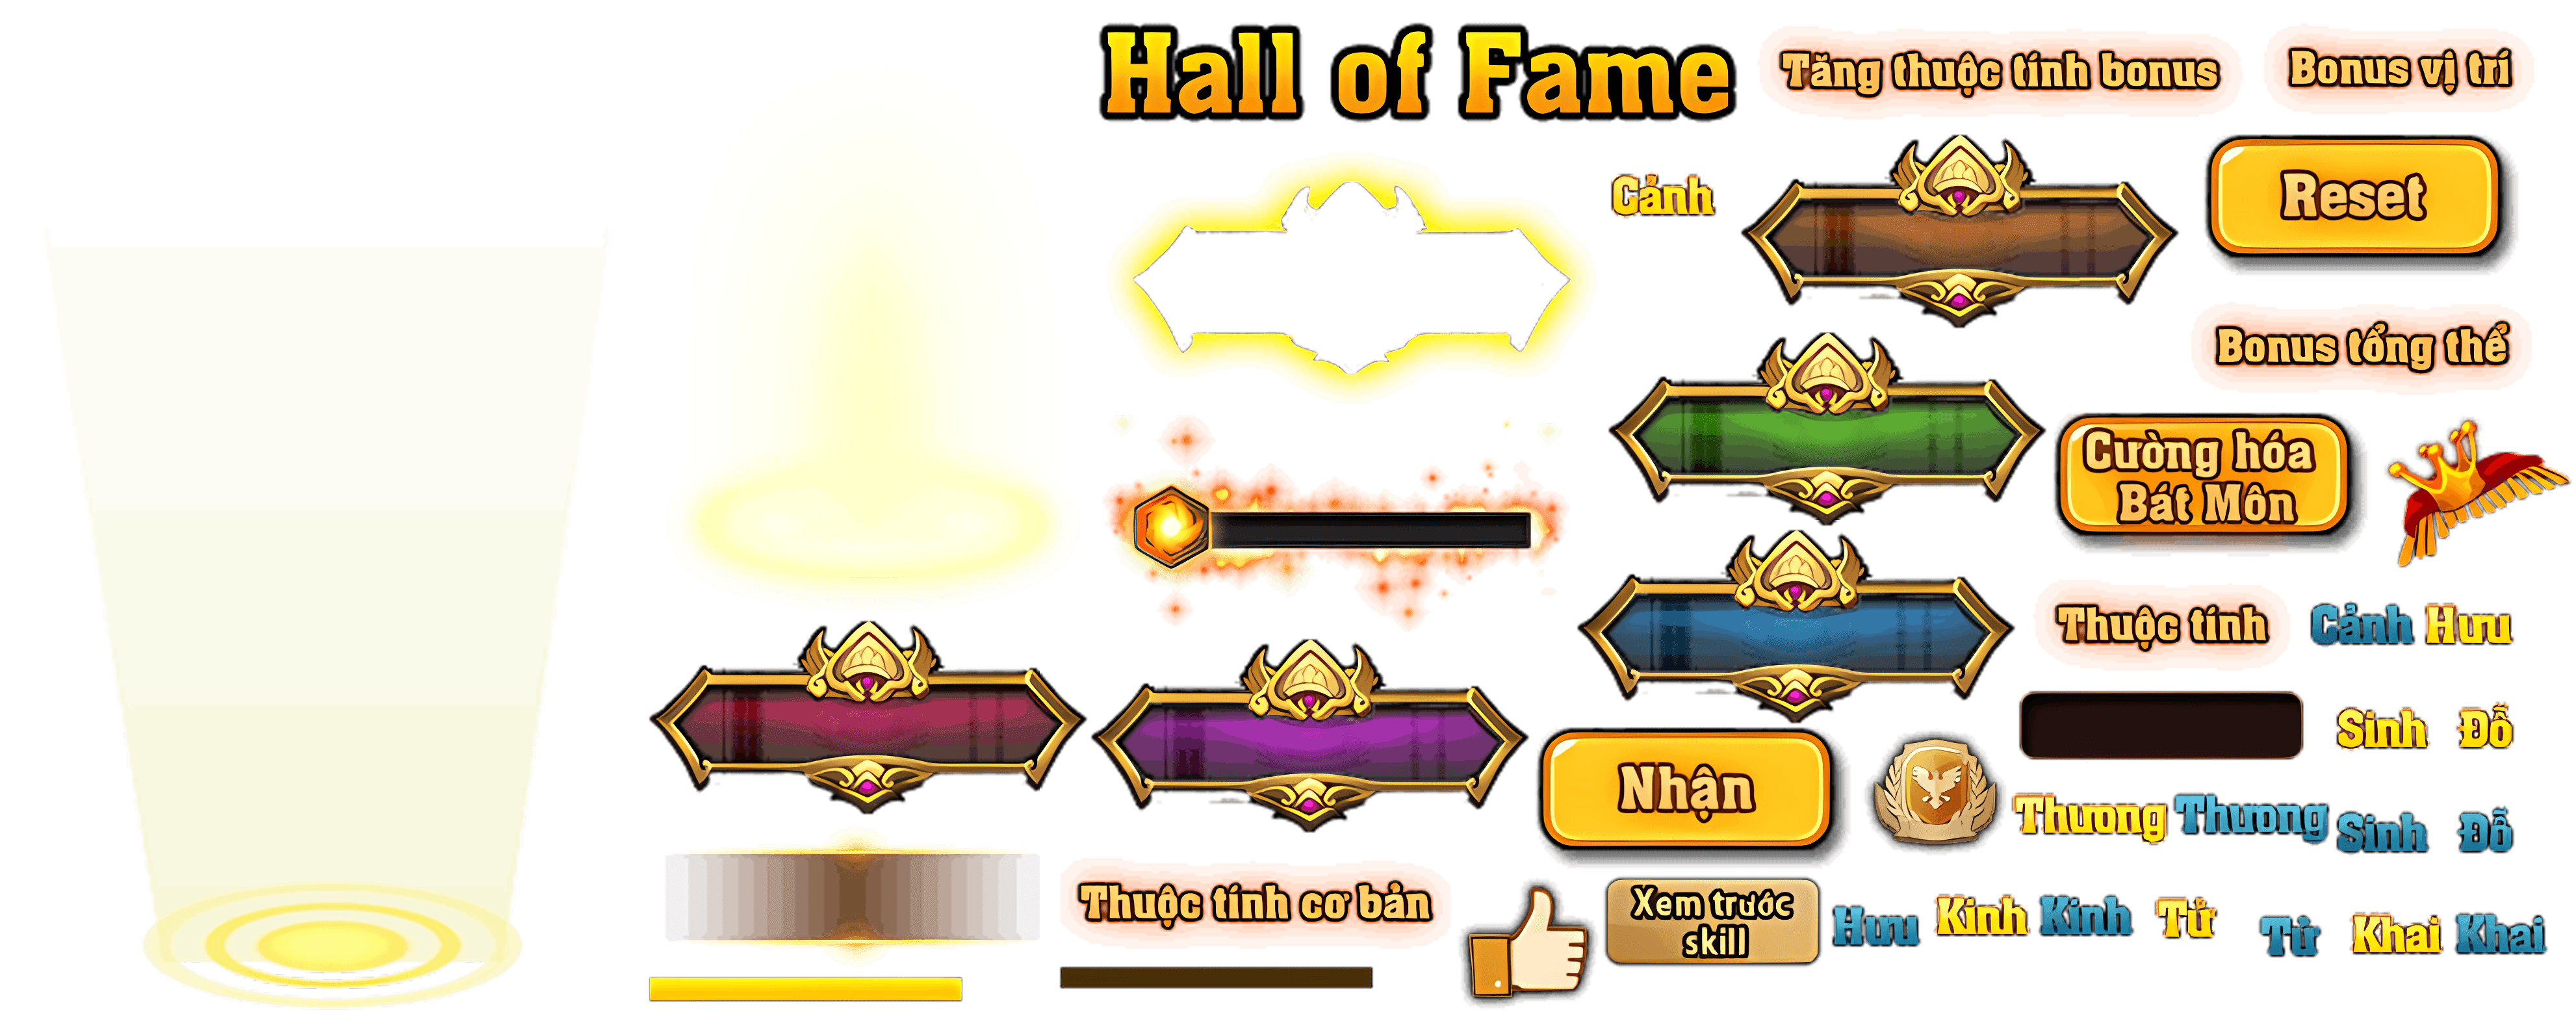 Hall of Fame
Tăng thuộc tính bonus
Bonus vị trí
Cảnh
Reset
Bonus tổng thể
Cường hóa
Bát Môn
Thuộc tính
Cảnh
Hưu
Sinh
Đỗ
Nhận
Thương
Thương
Sinh
Đỗ
Thuộc tính cơ bản
Xem trước
skill
Hưu
Kinh
Kinh
Tử
Tử
Khai
Khai